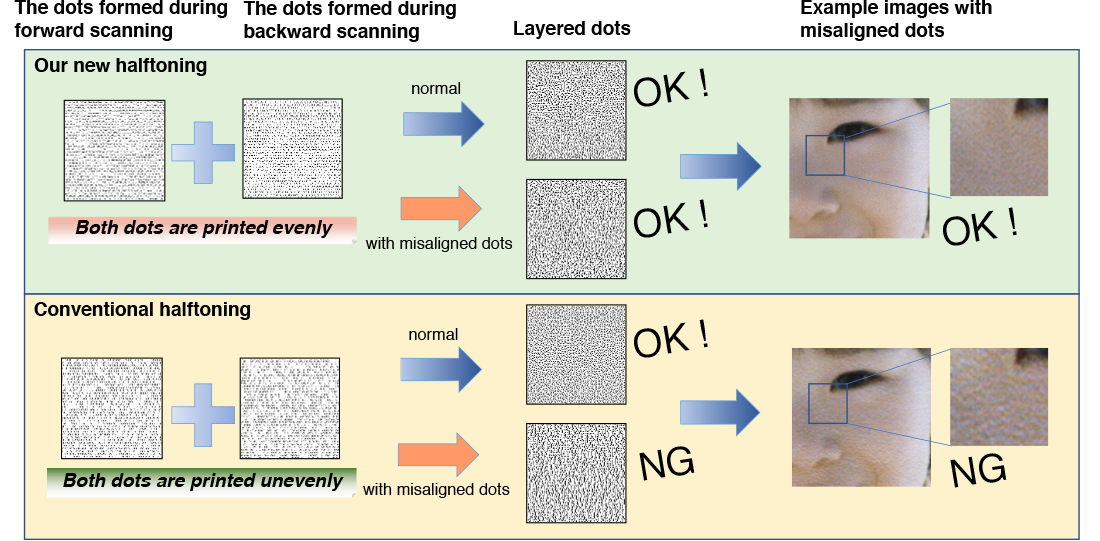 The dots formed during
forward scanning
The dots formed during
backward scanning
Layered dots
Example images with
misaligned dots
Our new halftoning
normal
OK !
Both dots are printed evenly
with misaligned dots
OK !
OK !
Conventional halftoning
normal
OK !
Both dots are printed unevenly
with misaligned dots
NG
NG